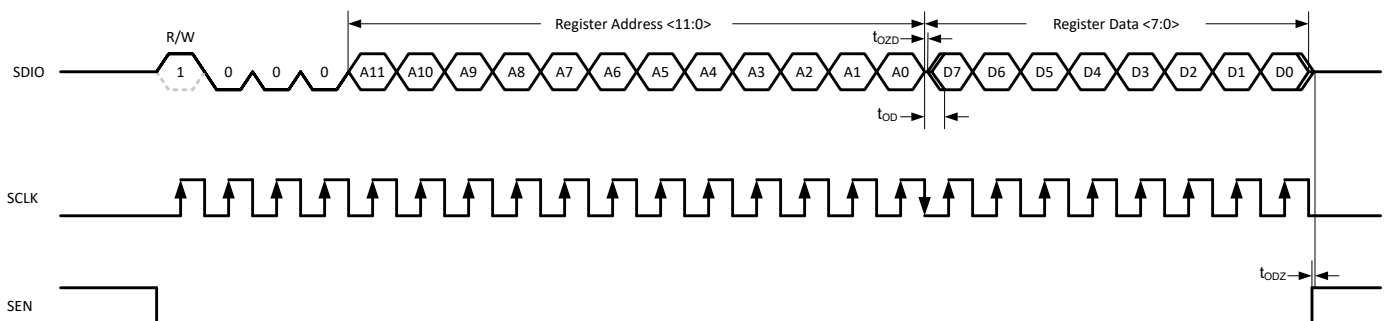 Register Address <11:0> Register Data <7:0>
R/W
tOZD
SDIO 1 0 0 0 A11 A10 A9 A8 A7 A6 A5 A4 A3 A2 A1 A0 D7 D6 D5 D4 D3 D2 D1 D0
tOD
SCLK
tODZ
SEN